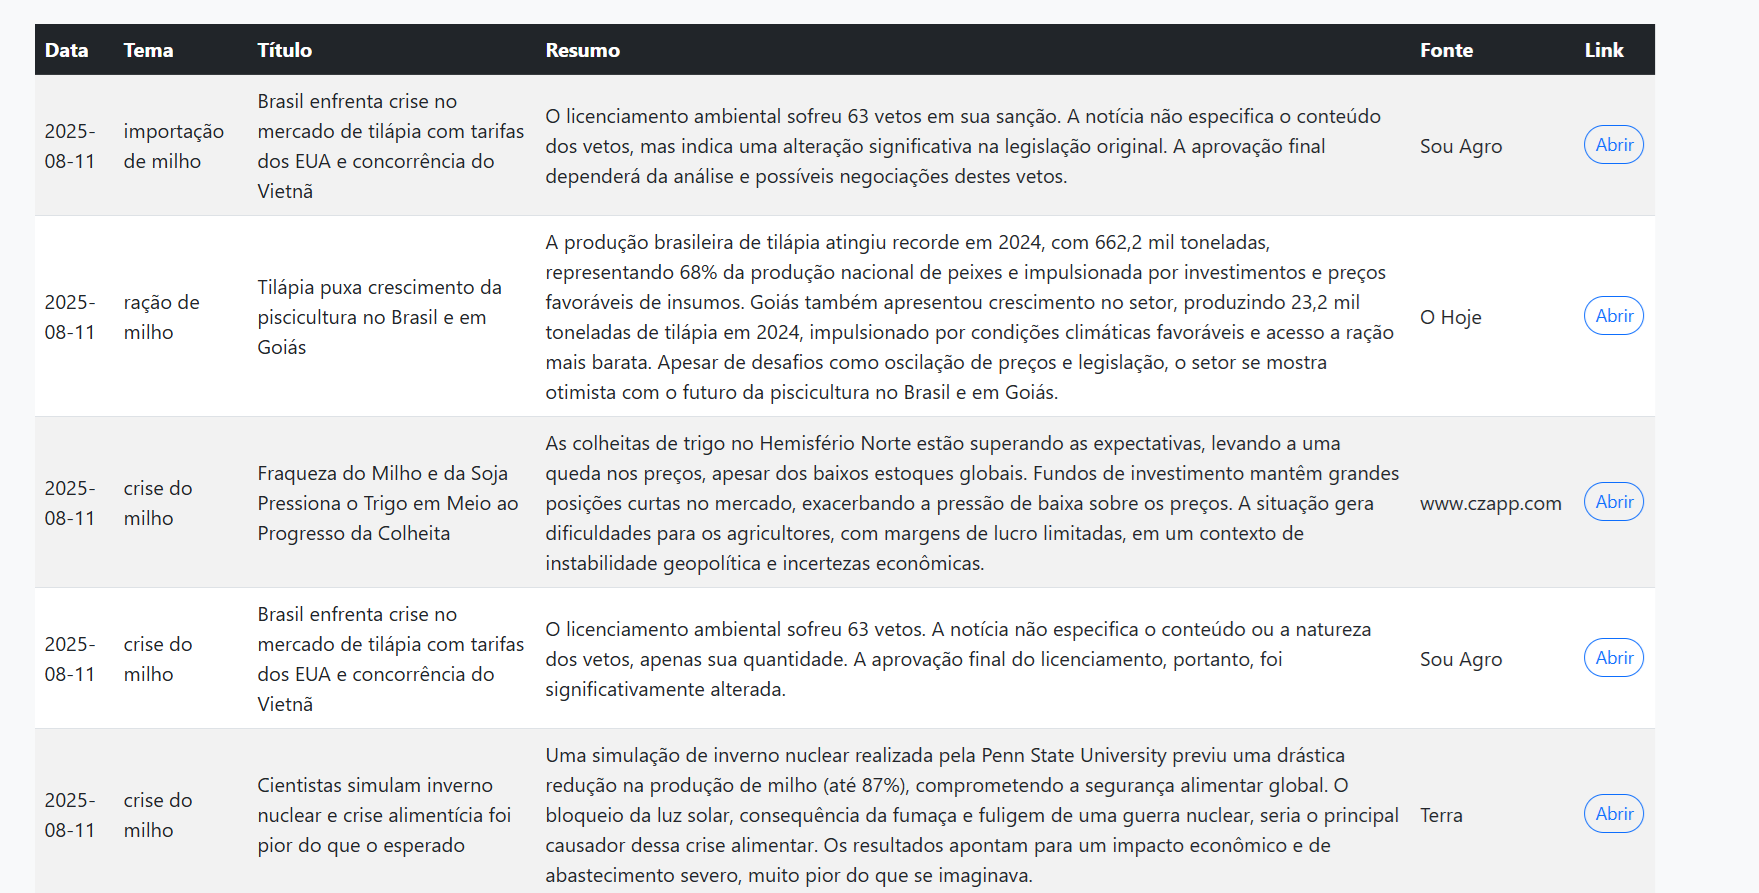 Data Tema Título Resumo Fonte Link
2025-
08-11
importação
de milho
Brasil enfrenta crise no
mercado de tilápia com tarifas
dos EUA e concorrência do
Vietnã
O licenciamento ambiental sofreu 63 vetos em sua sanção. A notícia não especifica o conteúdo
dos vetos, mas indica uma alteração significativa na legislação original. A aprovação final
dependerá da análise e possíveis negociações destes vetos.
Sou Agro
Abrir
2025-
08-11
ração de
milho
Tilápia puxa crescimento da
piscicultura no Brasil e em
Goiás
A produção brasileira de tilápia atingiu recorde em 2024, com 662,2 mil toneladas,
representando 68% da produção nacional de peixes e impulsionada por investimentos e preços
favoráveis de insumos. Goiás também apresentou crescimento no setor, produzindo 23,2 mil
toneladas de tilápia em 2024, impulsionado por condições climáticas favoráveis e acesso a ração
mais barata. Apesar de desafios como oscilação de preços e legislação, o setor se mostra
otimista com o futuro da piscicultura no Brasil e em Goiás.
O Hoje
Abrir
2025-
08-11
crise do
milho
Fraqueza do Milho e da Soja
Pressiona o Trigo em Meio ao
Progresso da Colheita
As colheitas de trigo no Hemisfério Norte estão superando as expectativas, levando a uma
queda nos preços, apesar dos baixos estoques globais. Fundos de investimento mantêm grandes
posições curtas no mercado, exacerbando a pressão de baixa sobre os preços. A situação gera
dificuldades para os agricultores, com margens de lucro limitadas, em um contexto de
instabilidade geopolítica e incertezas econômicas.
www.czapp.com
Abrir
2025-
08-11
crise do
milho
Brasil enfrenta crise no
mercado de tilápia com tarifas
dos EUA e concorrência do
Vietnã
O licenciamento ambiental sofreu 63 vetos. A notícia não especifica o conteúdo ou a natureza
dos vetos, apenas sua quantidade. A aprovação final do licenciamento, portanto, foi
significativamente alterada.
Sou Agro
Abrir
2025-
08-11
crise do
milho
Cientistas simulam inverno
nuclear e crise alimentícia foi
pior do que o esperado
Uma simulação de inverno nuclear realizada pela Penn State University previu uma drástica
redução na produção de milho (até 87%), comprometendo a segurança alimentar global. O
bloqueio da luz solar, consequência da fumaça e fuligem de uma guerra nuclear, seria o principal
causador dessa crise alimentar. Os resultados apontam para um impacto econômico e de
abastecimento severo, muito pior do que se imaginava.
Terra
Abrir